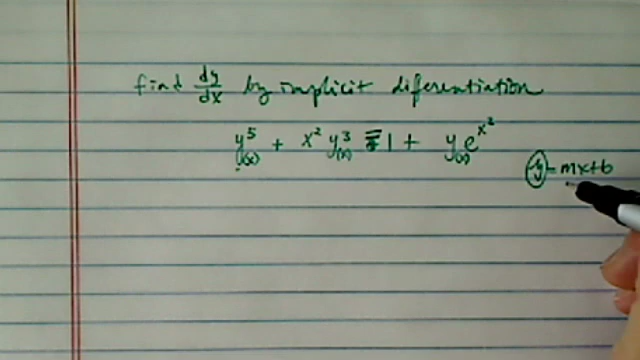 find dy/dx by implicit diferentiation
y⁵(x) + x² y³(x) = 1 + y(x) e^x²
y = mx+b